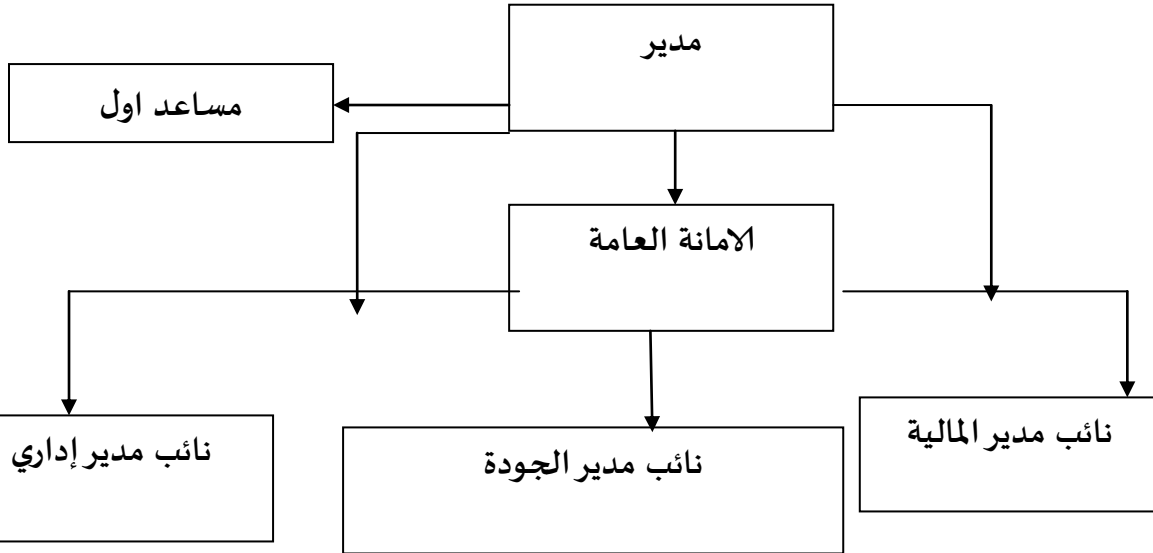 مدير
مساعد اول
الامانة العامة
نائب مدير المالية
نائب مدير الجودة
نائب مدير إداري